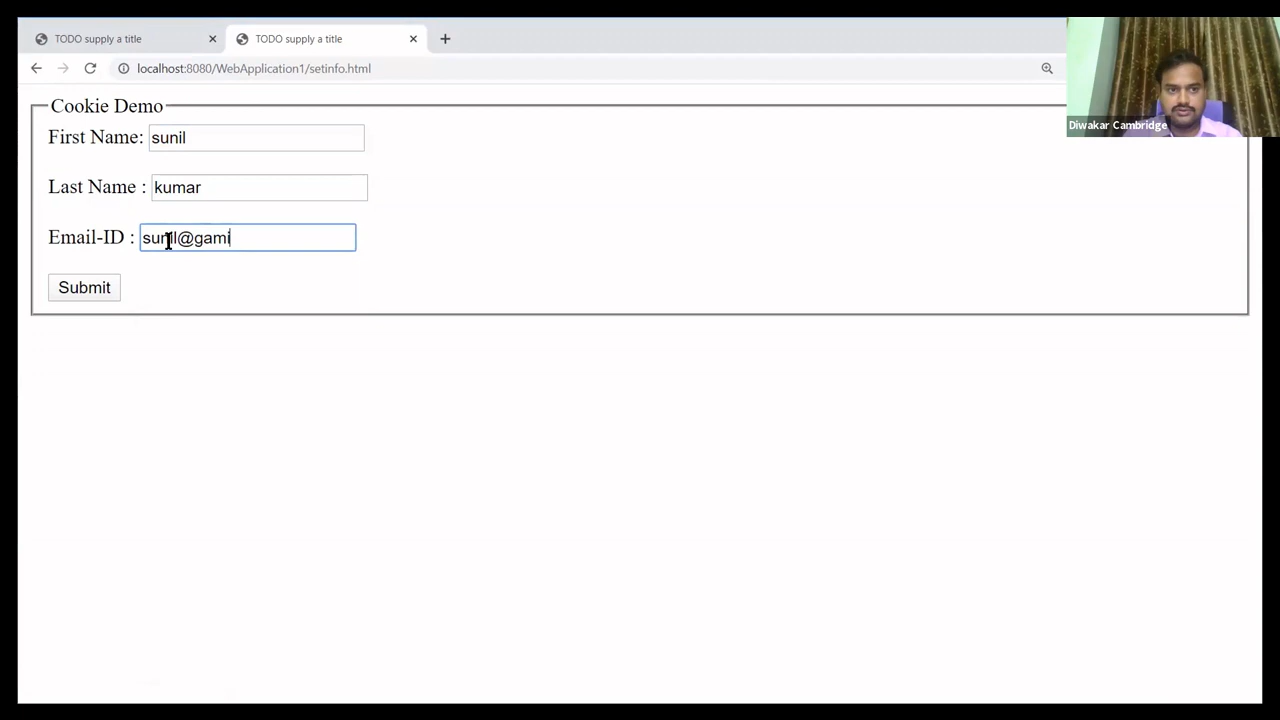 TODO supply a title
TODO supply a title
localhost:8080/WebApplication1/setinfo.html
Diwakar Cambridge
Cookie Demo
First Name: sunil
Last Name : kumar
Email-ID : sunil@gami
Submit